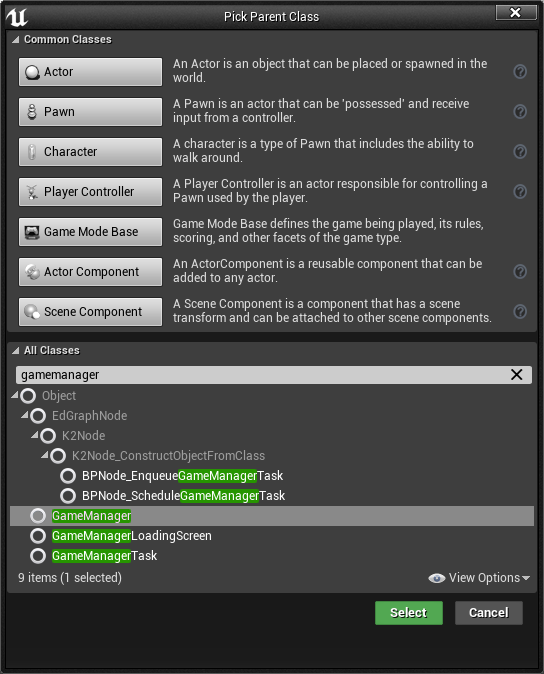 Pick Parent Class
Common Classes
Actor
An Actor is an object that can be placed or spawned in the
world.
Pawn
A Pawn is an actor that can be 'possessed' and receive
input from a controller.
Character
A character is a type of Pawn that includes the ability to
walk around.
Player Controller
A Player Controller is an actor responsible for controlling a
Pawn used by the player.
Game Mode Base
Game Mode Base defines the game being played, its rules,
scoring, and other facets of the game type.
Actor Component
An ActorComponent is a reusable component that can be
added to any actor.
Scene Component
A Scene Component is a component that has a scene
transform and can be attached to other scene components.
All Classes
gamemanager
Object
EdGraphNode
K2Node
K2Node_ConstructObjectFromClass
BPNode_EnqueueGameManagerTask
BPNode_ScheduleGameManagerTask
GameManager
GameManagerLoadingScreen
GameManagerTask
9 items (1 selected)
View Options
Select
Cancel